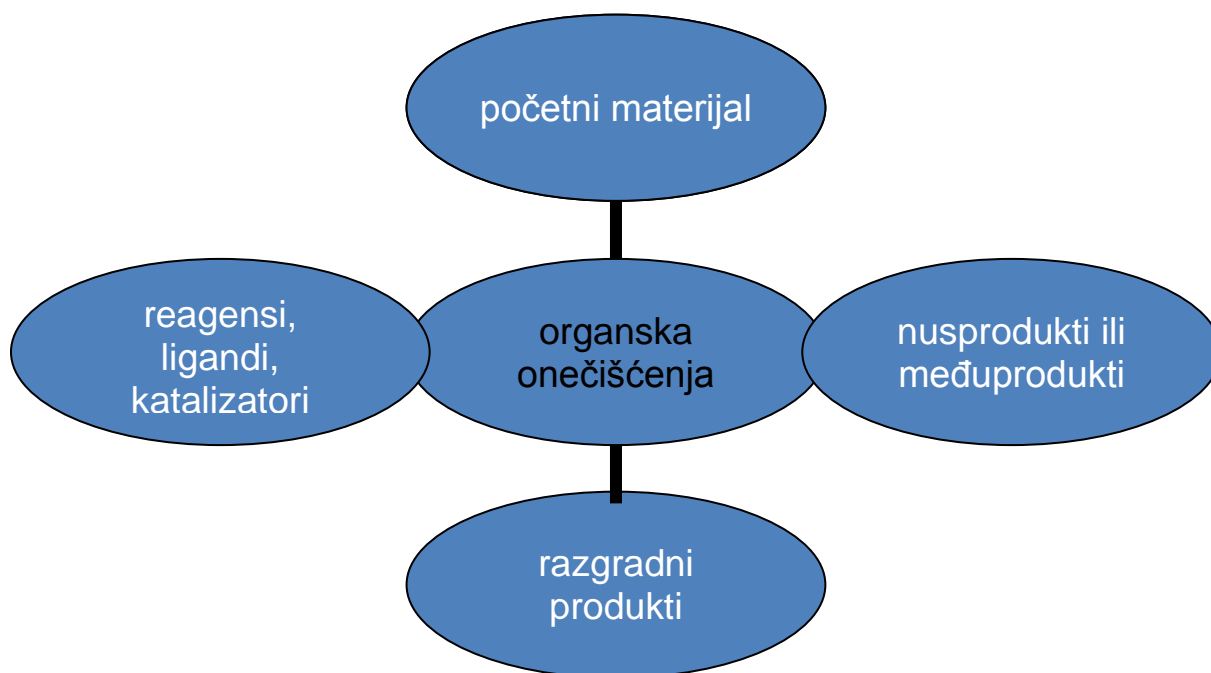 početni materijal
reagensi,
ligandi,
katalizatori
organska
onečišćenja
nusprodukti ili
međuprodukti
razgradni
produkti